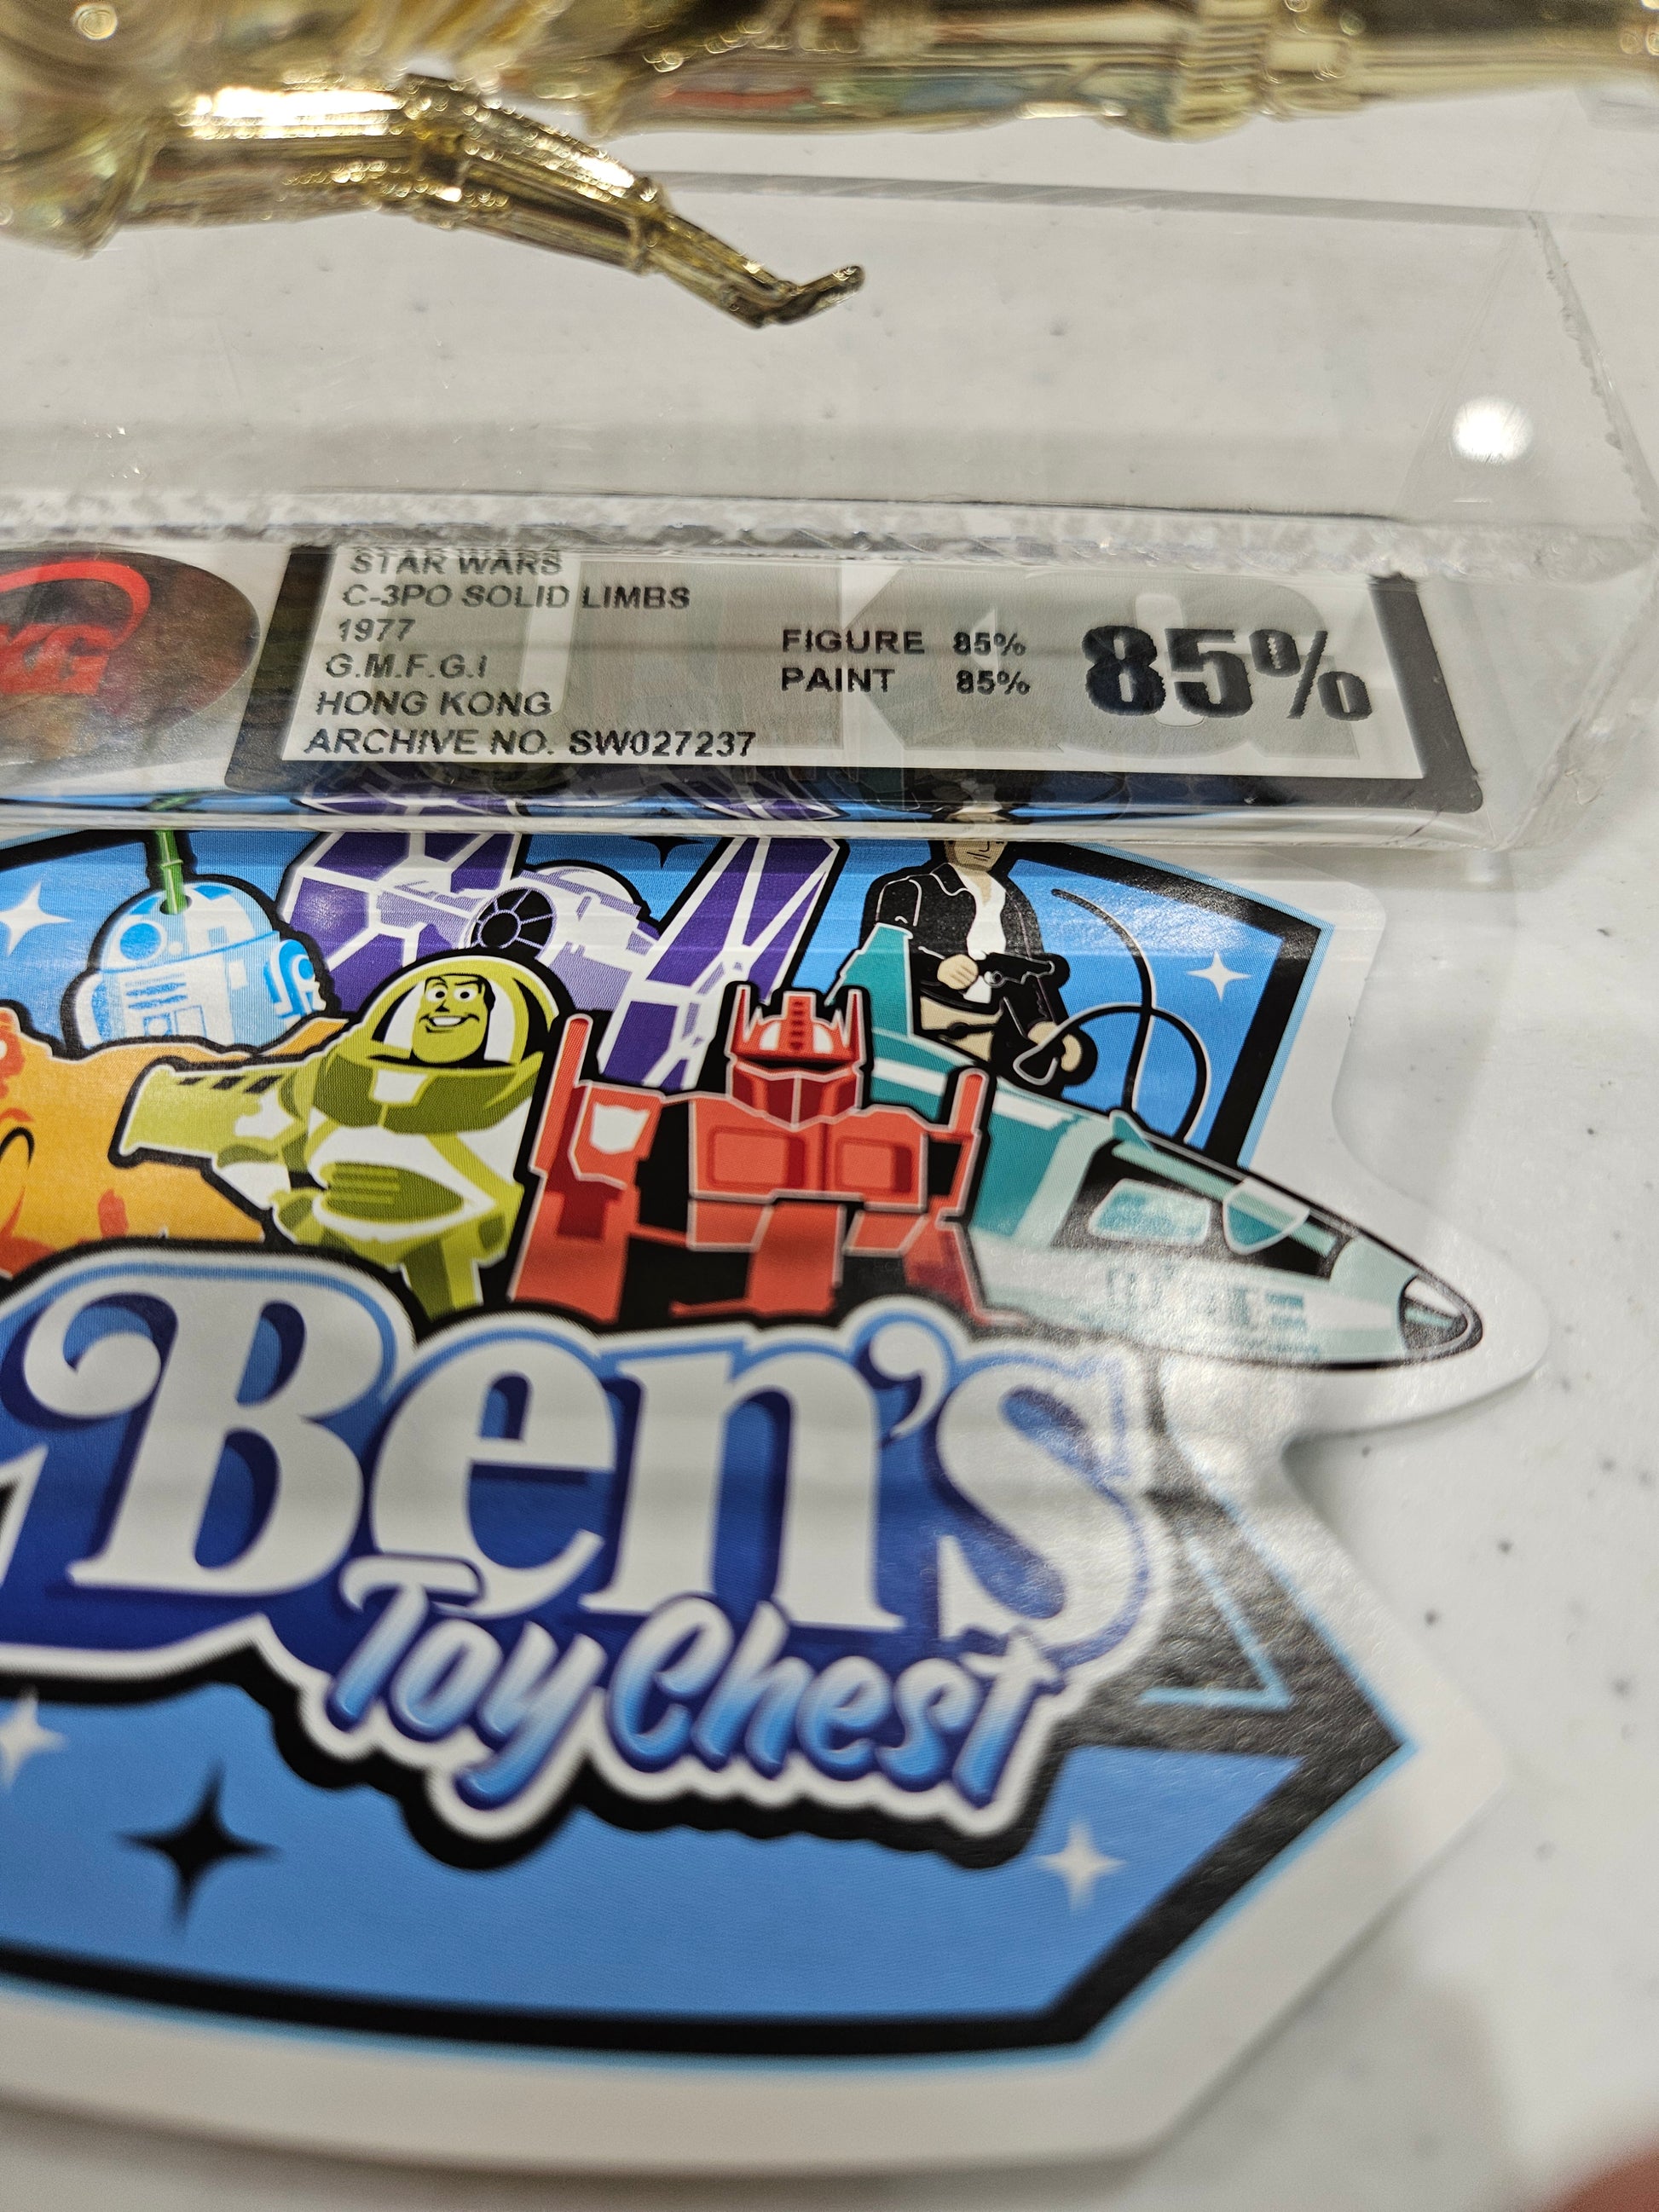 STAR WARS
C-3PO SOLID LIMBS
1977
G.M.F.G.I
HONG KONG
ARCHIVE NO. SW027237
FIGURE 85%
PAINT 85%
85%
UKG
Ben's
Toy Chest